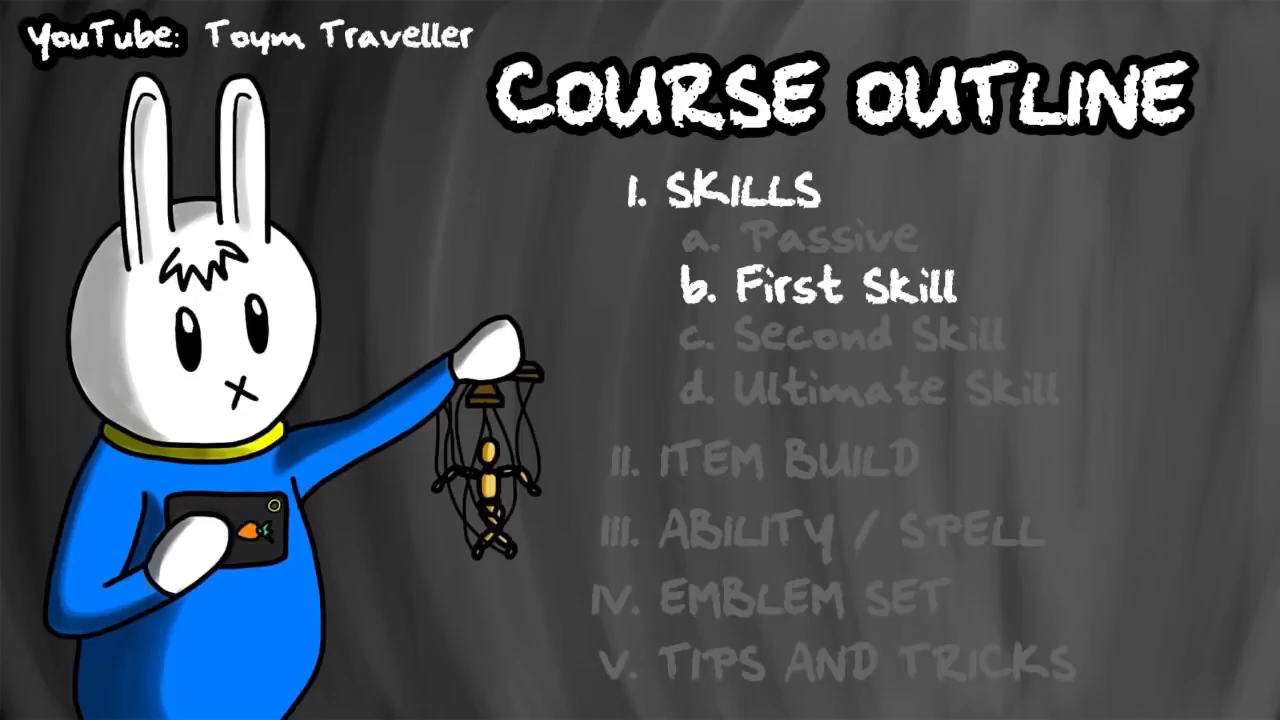 YouTube: Toym Traveller
COURSE OUTLINE
I. SKILLS
a. Passive
b. First Skill
c. Second Skill
d. Ultimate Skill
II. ITEM BUILD
III. ABILITY / SPELL
IV. EMBLEM SET
V. TIPS AND TRICKS